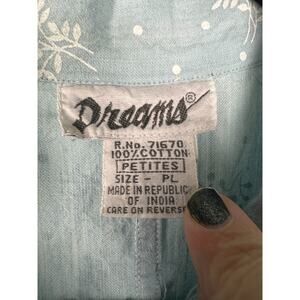 Dreams®
R.No. 71670
100% COTTON
PETITES
SIZE - PL
MADE IN REPUBLIC
OF INDIA
CARE ON REVERSE